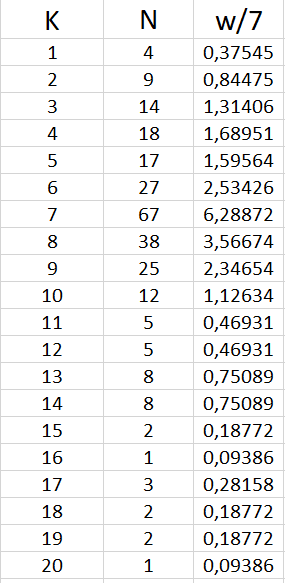 K N w/7
1 4 0,37545
2 9 0,84475
3 14 1,31406
4 18 1,68951
5 17 1,59564
6 27 2,53426
7 67 6,28872
8 38 3,56674
9 25 2,34654
10 12 1,12634
11 5 0,46931
12 5 0,46931
13 8 0,75089
14 8 0,75089
15 2 0,18772
16 1 0,09386
17 3 0,28158
18 2 0,18772
19 2 0,18772
20 1 0,09386